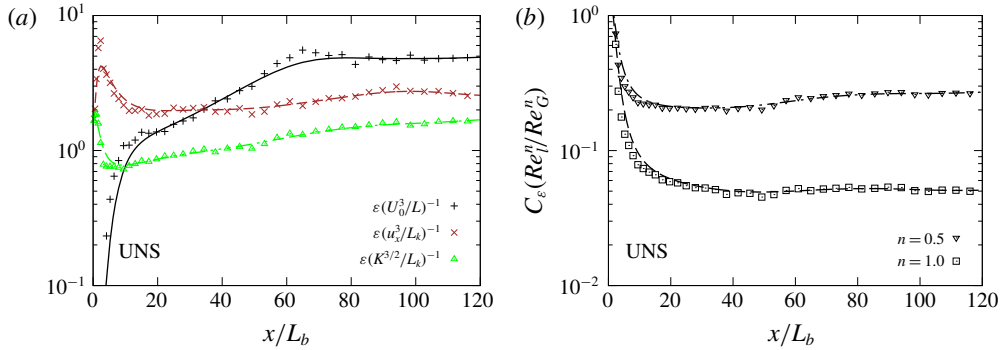 (a)
10^1
10^0
10^{-1}
UNS
ε(U_0^3/L)^{-1}
ε(u_x^3/L_k)^{-1}
ε(K^{3/2}/L_k)^{-1}
0 20 40 60 80 100 120
x/L_b
(b)
C_ε(Re_l^n/Re_G^n)
10^0
10^{-1}
10^{-2}
UNS
n = 0.5
n = 1.0
0 20 40 60 80 100 120
x/L_b